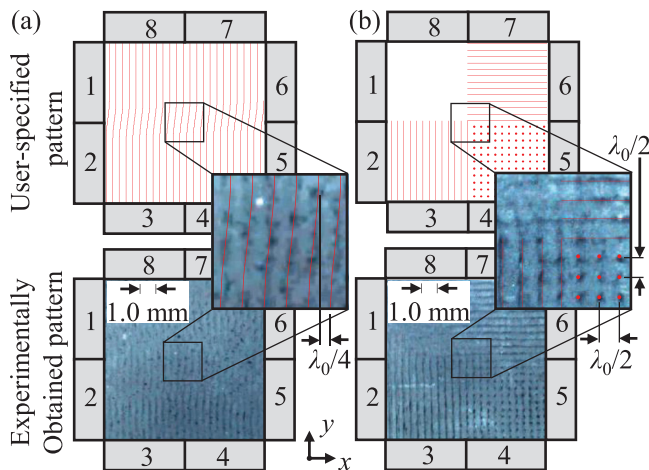 (a)
(b)
User-specified
pattern
8 7
1 6
2 5
3 4
8 7
1 6
2 5
3 4
λ₀/2
λ₀/2
λ₀/4
Experimentally
Obtained pattern
8 7
1.0 mm
1 6
2 5
3 4
8 7
1.0 mm
1 6
2 5
3 4
y
x